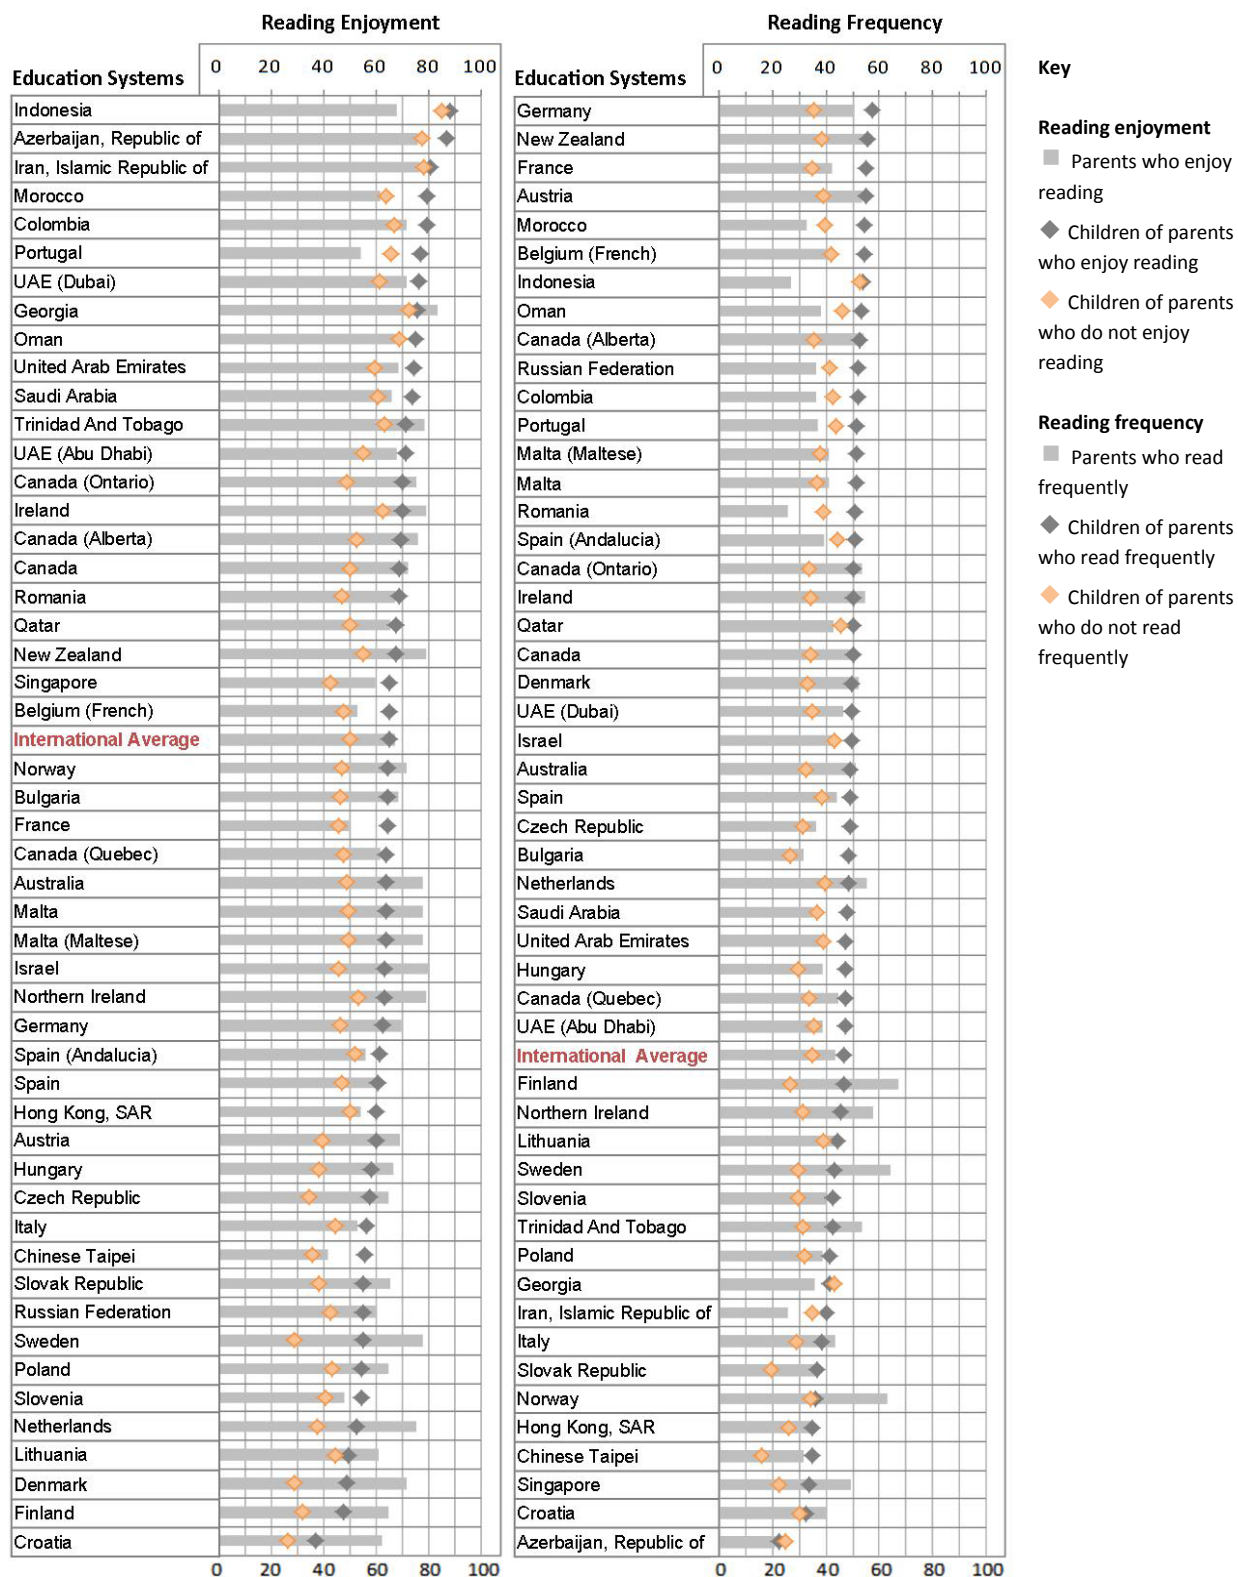 Reading Enjoyment
0 20 40 60 80 100
Education Systems
Indonesia
Azerbaijan, Republic of
Iran, Islamic Republic of
Morocco
Colombia
Portugal
UAE (Dubai)
Georgia
Oman
United Arab Emirates
Saudi Arabia
Trinidad And Tobago
UAE (Abu Dhabi)
Canada (Ontario)
Ireland
Canada (Alberta)
Canada
Romania
Qatar
New Zealand
Singapore
Belgium (French)
International Average
Norway
Bulgaria
France
Canada (Quebec)
Australia
Malta
Malta (Maltese)
Israel
Northern Ireland
Germany
Spain (Andalucia)
Spain
Hong Kong, SAR
Austria
Hungary
Czech Republic
Italy
Chinese Taipei
Slovak Republic
Russian Federation
Sweden
Poland
Slovenia
Netherlands
Lithuania
Denmark
Finland
Croatia
0 20 40 60 80 100
Reading Frequency
0 20 40 60 80 100
Education Systems
Germany
New Zealand
France
Austria
Morocco
Belgium (French)
Indonesia
Oman
Canada (Alberta)
Russian Federation
Colombia
Portugal
Malta (Maltese)
Malta
Romania
Spain (Andalucia)
Canada (Ontario)
Ireland
Qatar
Canada
Denmark
UAE (Dubai)
Israel
Australia
Spain
Czech Republic
Bulgaria
Netherlands
Saudi Arabia
United Arab Emirates
Hungary
Canada (Quebec)
UAE (Abu Dhabi)
International Average
Finland
Northern Ireland
Lithuania
Sweden
Slovenia
Trinidad And Tobago
Poland
Georgia
Iran, Islamic Republic of
Italy
Slovak Republic
Norway
Hong Kong, SAR
Chinese Taipei
Singapore
Croatia
Azerbaijan, Republic of
0 20 40 60 80 100
Key
Reading enjoyment
Parents who enjoy
reading
Children of parents
who enjoy reading
Children of parents
who do not enjoy
reading
Reading frequency
Parents who read
frequently
Children of parents
who read frequently
Children of parents
who do not read
frequently